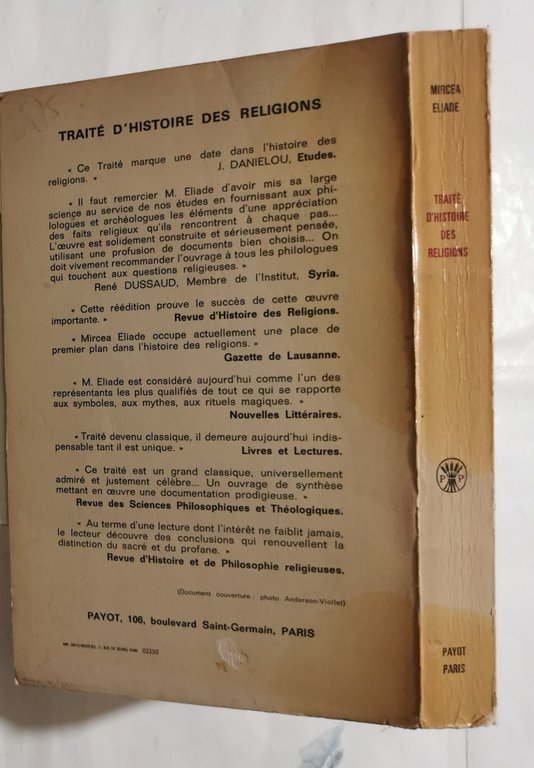 TRAITÉ D'HISTOIRE DES RELIGIONS
« Ce Traité marque une date dans l'histoire des
religions. »
J. DANIELOU, Etudes.
« Il faut remercier M. Eliade d'avoir mis sa large
science au service de nos études en fournissant aux phi-
lologues et archéologues les éléments d'une appréciation
des faits religieux qu'ils rencontrent à chaque pas...
L'œuvre est solidement construite et sérieusement pensée,
utilisant une profusion de documents bien choisis... On
doit vivement recommander l'ouvrage à tous les philologues
qui touchent aux questions religieuses. »
René DUSSAUD, Membre de l'Institut, Syria.
« Cette réédition prouve le succès de cette œuvre
importante. » Revue d'Histoire des Religions.
« Mircea Eliade occupe actuellement une place de
premier plan dans l'histoire des religions. »
Gazette de Lausanne.
« M. Eliade est considéré aujourd'hui comme l'un des
représentants les plus qualifiés de tout ce qui se rapporte
aux symboles, aux mythes, aux rituels magiques. »
Nouvelles Littéraires.
« Traité devenu classique, il demeure aujourd'hui indis-
pensable tant il est unique. » Livres et Lectures.
« Ce traité est un grand classique, universellement
admiré et justement célèbre... Un ouvrage de synthèse
mettant en œuvre une documentation prodigieuse. »
Revue des Sciences Philosophiques et Théologiques.
« Au terme d'une lecture dont l'intérêt ne faiblit jamais,
le lecteur découvre des conclusions qui renouvellent la
distinction du sacré et du profane. »
Revue d'Histoire et de Philosophie religieuses.
(Document couverture : photo Anderson-Viollet)
PAYOT, 106, boulevard Saint-Germain, PARIS
PARIS 02250
MIRCEA
ELIADE
TRAITÉ
D'HISTOIRE
DES
RELIGIONS
P P
PAYOT
PARIS